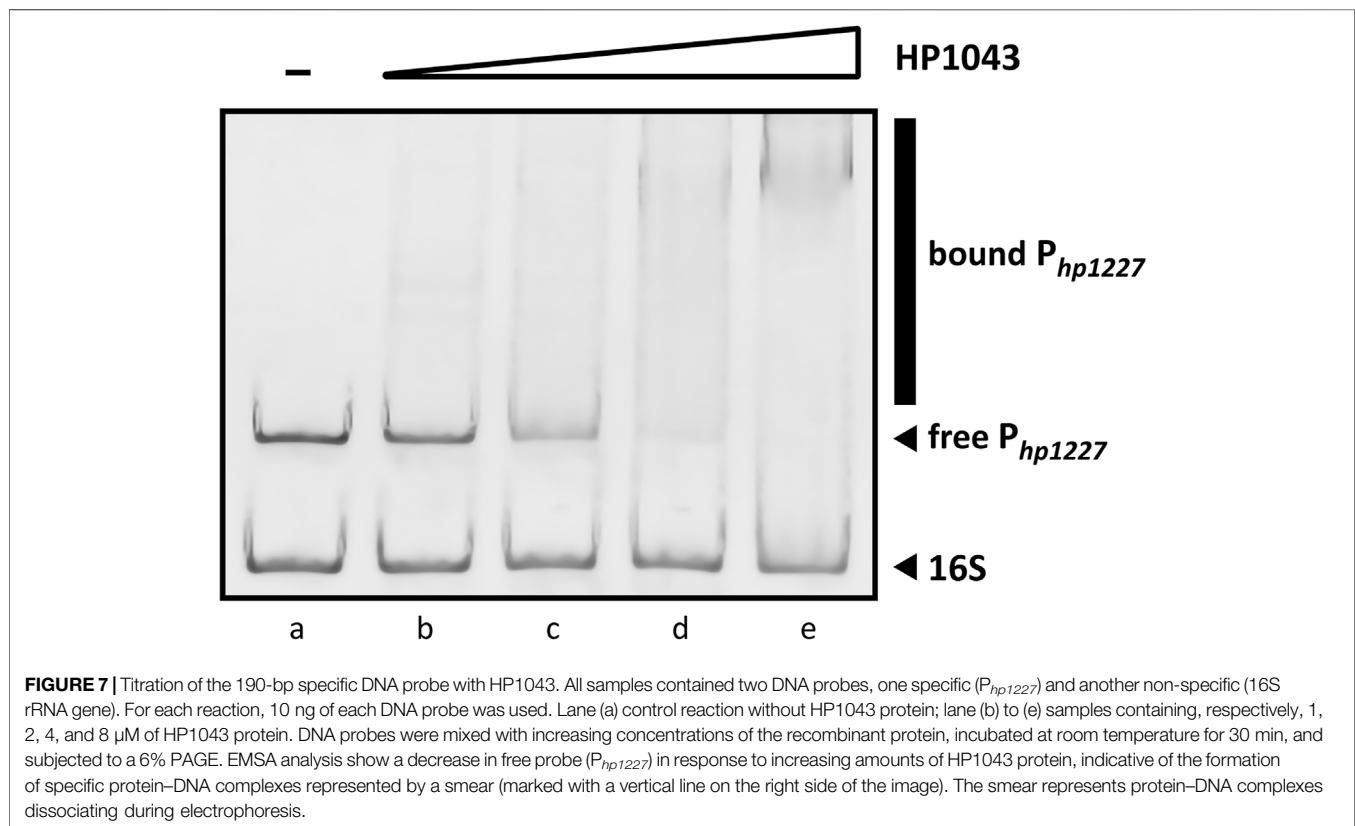 – HP1043
bound P hp1227
free P hp1227
16S
a b c d e
FIGURE 7 | Titration of the 190-bp specific DNA probe with HP1043. All samples contained two DNA probes, one specific (Php1227) and another non-specific (16S
rRNA gene). For each reaction, 10 ng of each DNA probe was used. Lane (a) control reaction without HP1043 protein; lane (b) to (e) samples containing, respectively, 1,
2, 4, and 8 µM of HP1043 protein. DNA probes were mixed with increasing concentrations of the recombinant protein, incubated at room temperature for 30 min, and
subjected to a 6% PAGE. EMSA analysis show a decrease in free probe (Php1227) in response to increasing amounts of HP1043 protein, indicative of the formation
of specific protein–DNA complexes represented by a smear (marked with a vertical line on the right side of the image). The smear represents protein–DNA complexes
dissociating during electrophoresis.